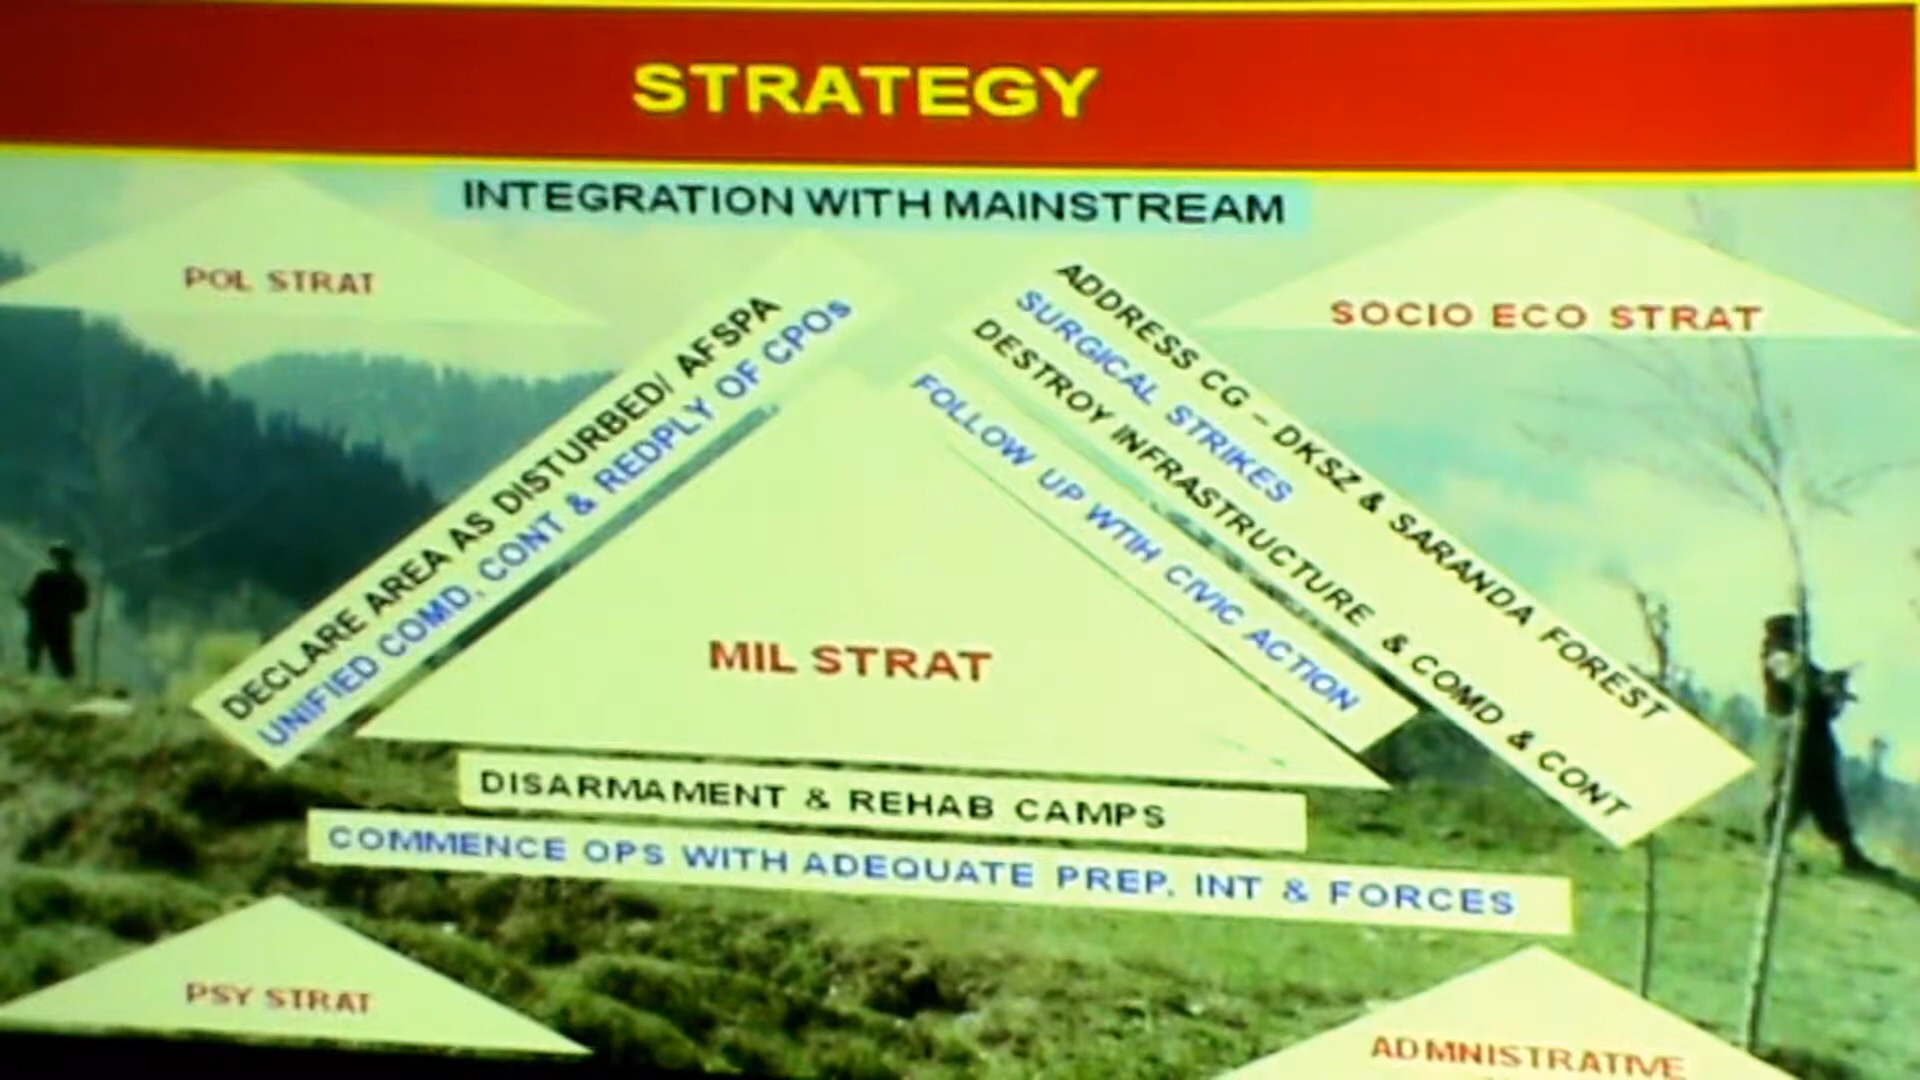 STRATEGY
INTEGRATION WITH MAINSTREAM
POL STRAT
SOCIO ECO STRAT
DECLARE AREA AS DISTURBED/ AFSPA
UNIFIED COMD, CONT & REDPLY OF CPOs
ADDRESS CG – DKSZ & SARANDA FOREST
SURGICAL STRIKES
DESTROY INFRASTRUCTURE & COMD & CONT
FOLLOW UP WTIH CIVIC ACTION
MIL STRAT
DISARMAMENT & REHAB CAMPS
COMMENCE OPS WITH ADEQUATE PREP, INT & FORCES
PSY STRAT
ADMNISTRATIVE